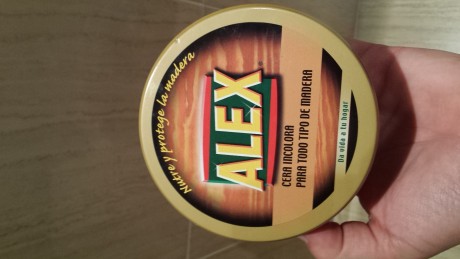 Nutre y protege la madera
ALEX
CERA INCOLORA
PARA TODO TIPO DE MADERA
Da vida a tu hogar